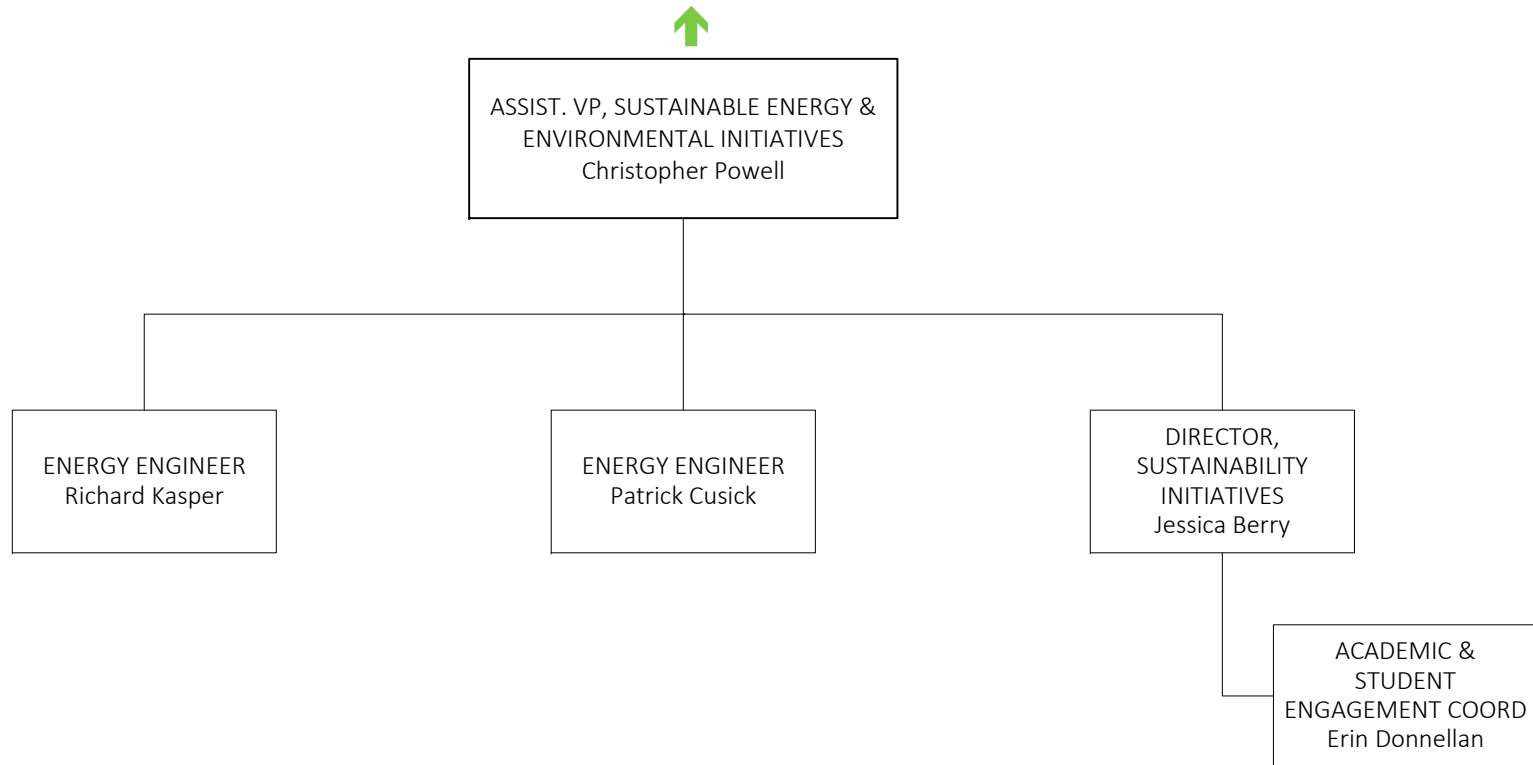 ASSIST. VP, SUSTAINABLE ENERGY &
ENVIRONMENTAL INITIATIVES
Christopher Powell
ENERGY ENGINEER
Richard Kasper
ENERGY ENGINEER
Patrick Cusick
DIRECTOR,
SUSTAINABILITY
INITIATIVES
Jessica Berry
ACADEMIC &
STUDENT
ENGAGEMENT COORD
Erin Donnellan